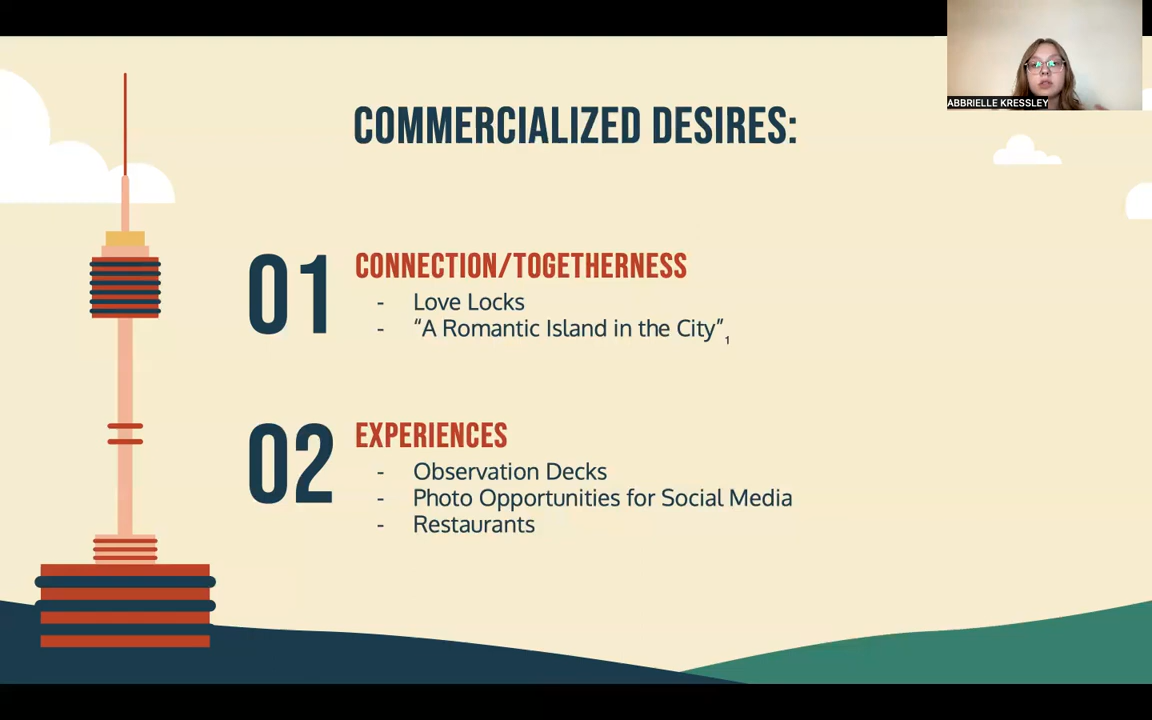 ABBRIELLE KRESSLEY
COMMERCIALIZED DESIRES:
01
CONNECTION/TOGETHERNESS
- Love Locks
- “A Romantic Island in the City”1
02
EXPERIENCES
- Observation Decks
- Photo Opportunities for Social Media
- Restaurants